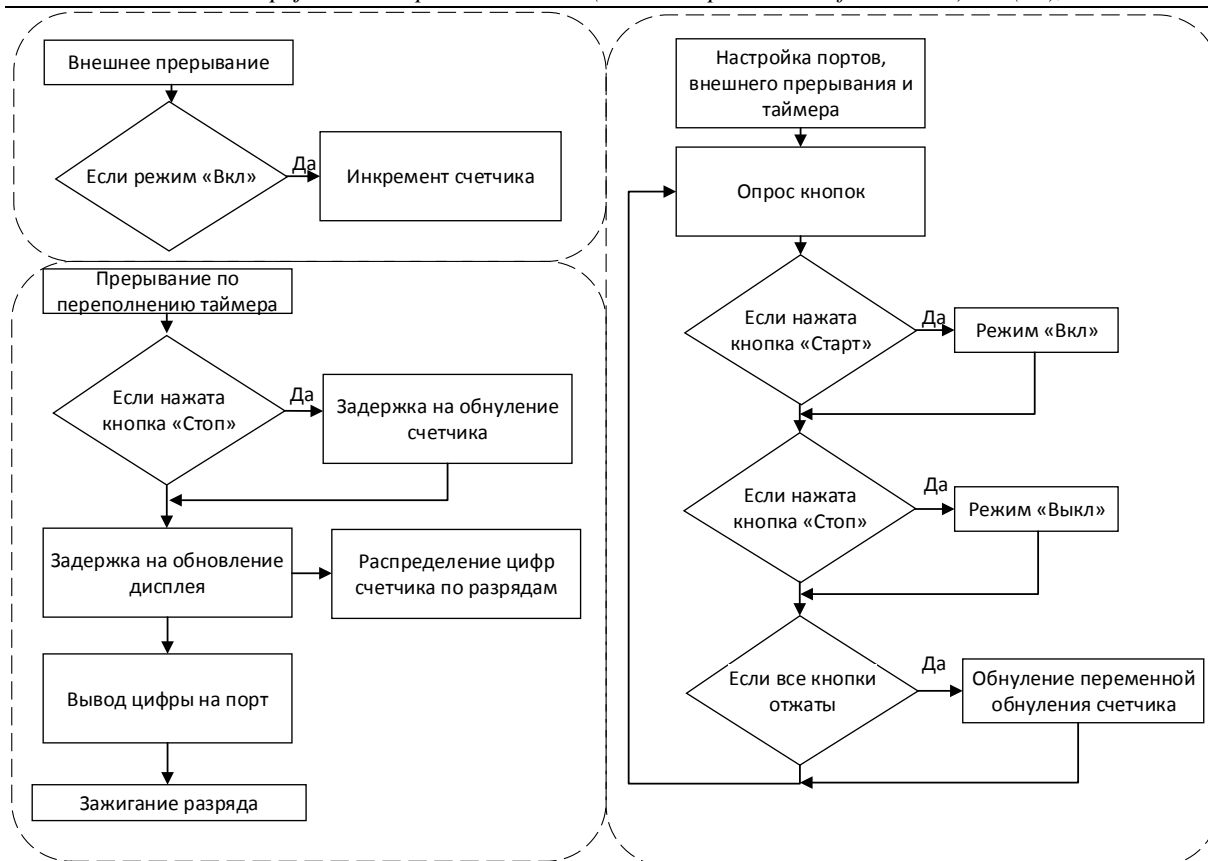 Внешнее прерывание
Если режим «Вкл»
Да
Инкремент счетчика
Прерывание по
переполнению таймера
Если нажата
кнопка «Стоп»
Да
Задержка на обнуление
счетчика
Задержка на обновление
дисплея
Распределение цифр
счетчика по разрядам
Вывод цифры на порт
Зажигание разряда
Настройка портов,
внешнего прерывания и
таймера
Опрос кнопок
Если нажата
кнопка «Старт»
Да
Режим «Вкл»
Если нажата
кнопка «Стоп»
Да
Режим «Выкл»
Если все кнопки
отжаты
Да
Обнуление переменной
обнуления счетчика